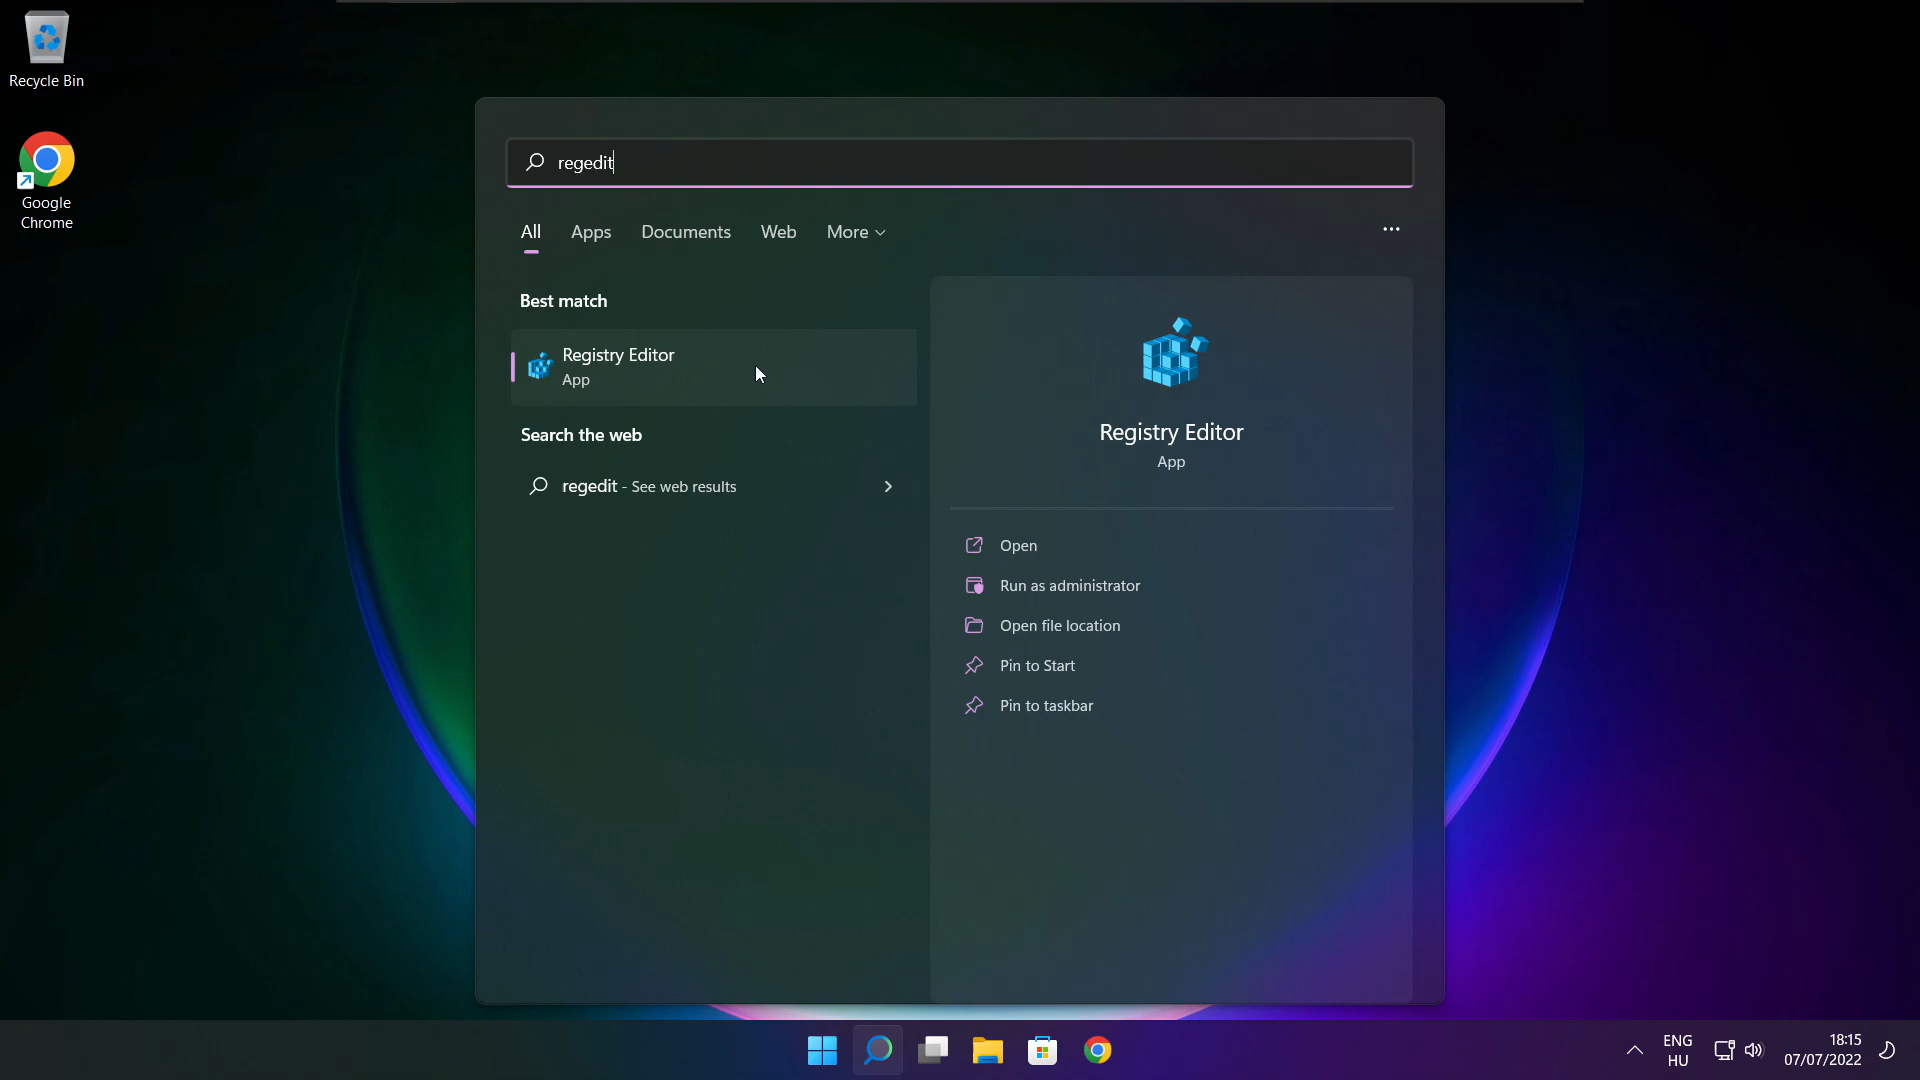 Recycle Bin
Google
Chrome
regedit
All Apps Documents Web More
Best match
Registry Editor
App
Search the web
regedit - See web results
Registry Editor
App
Open
Run as administrator
Open file location
Pin to Start
Pin to taskbar
ENG
HU
18:15
07/07/2022